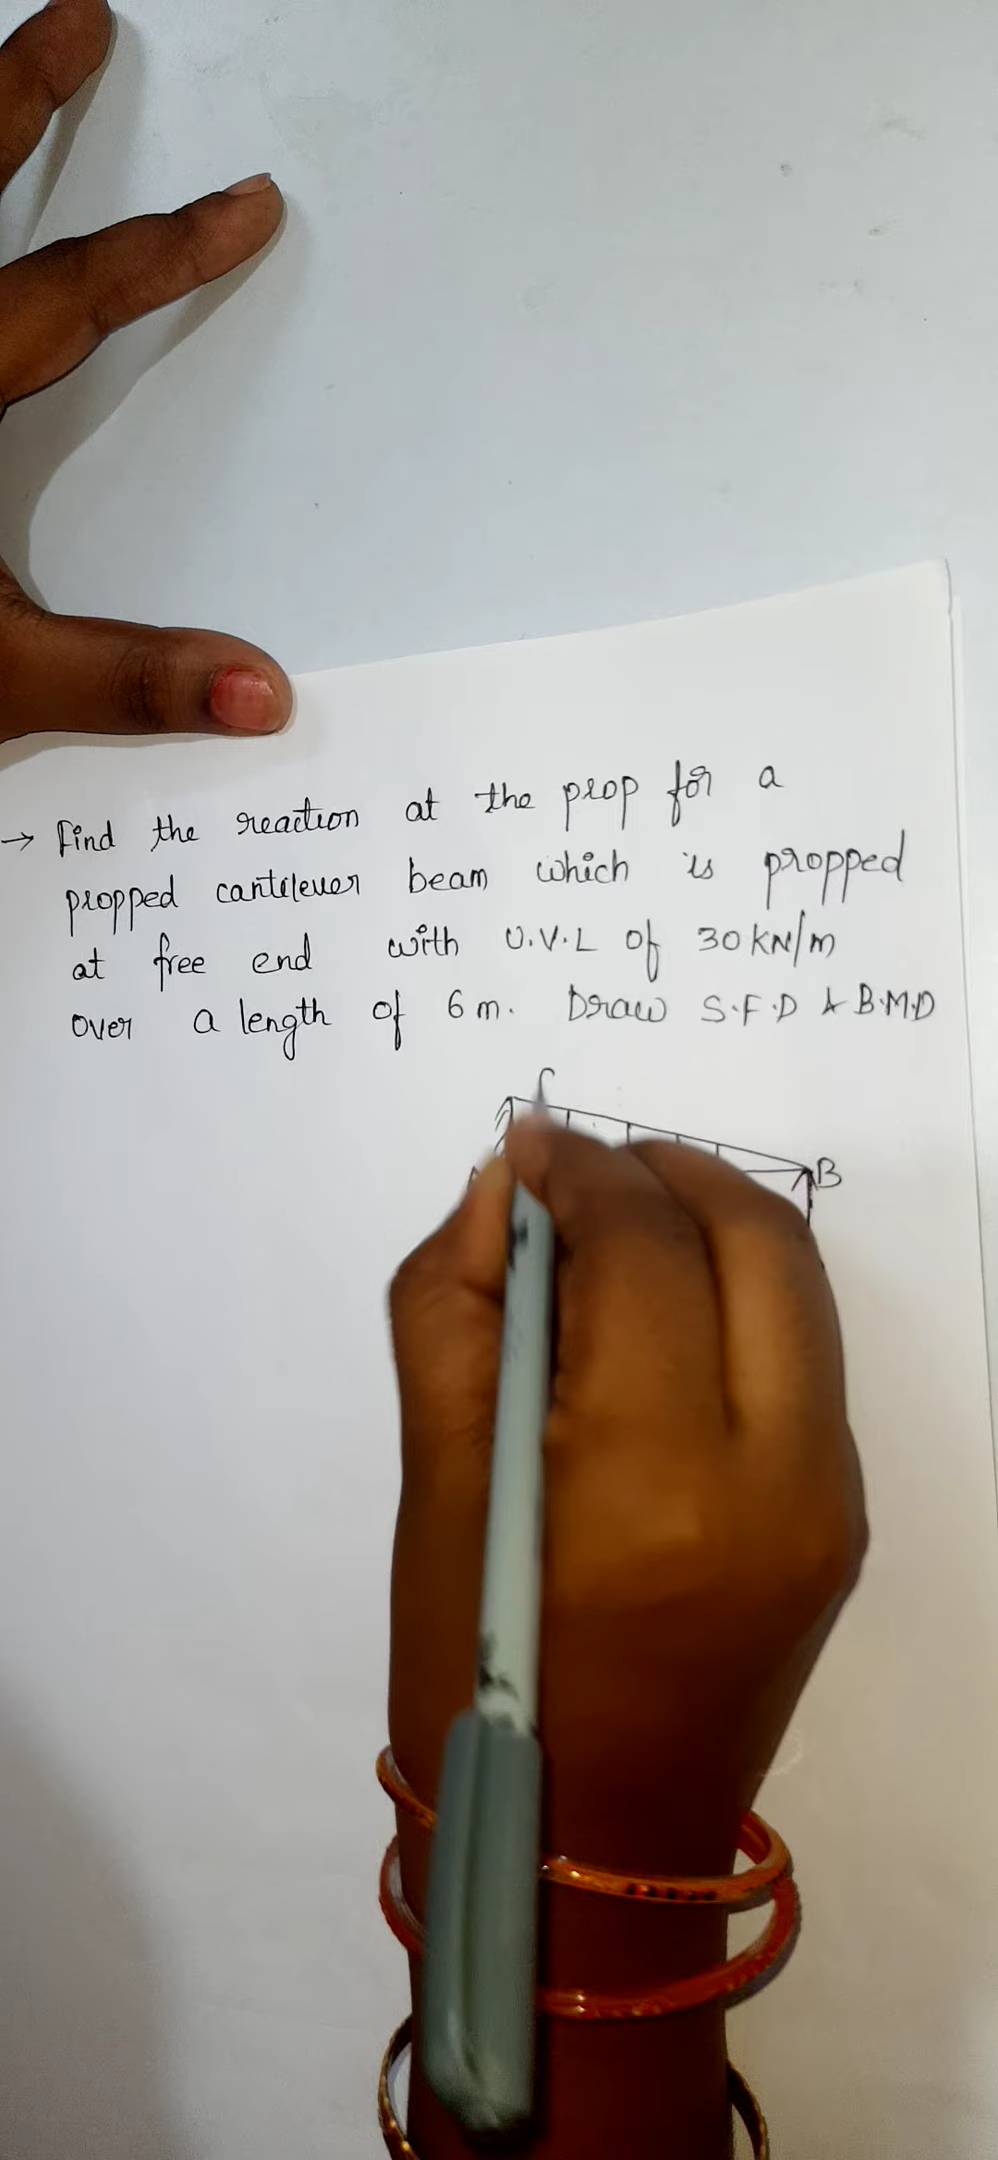 → Find the reaction at the prop for a
propped cantilever beam which is propped
at free end with U.V.L of 30 KN/m
over a length of 6 m. Draw S.F.D & B.M.D
B